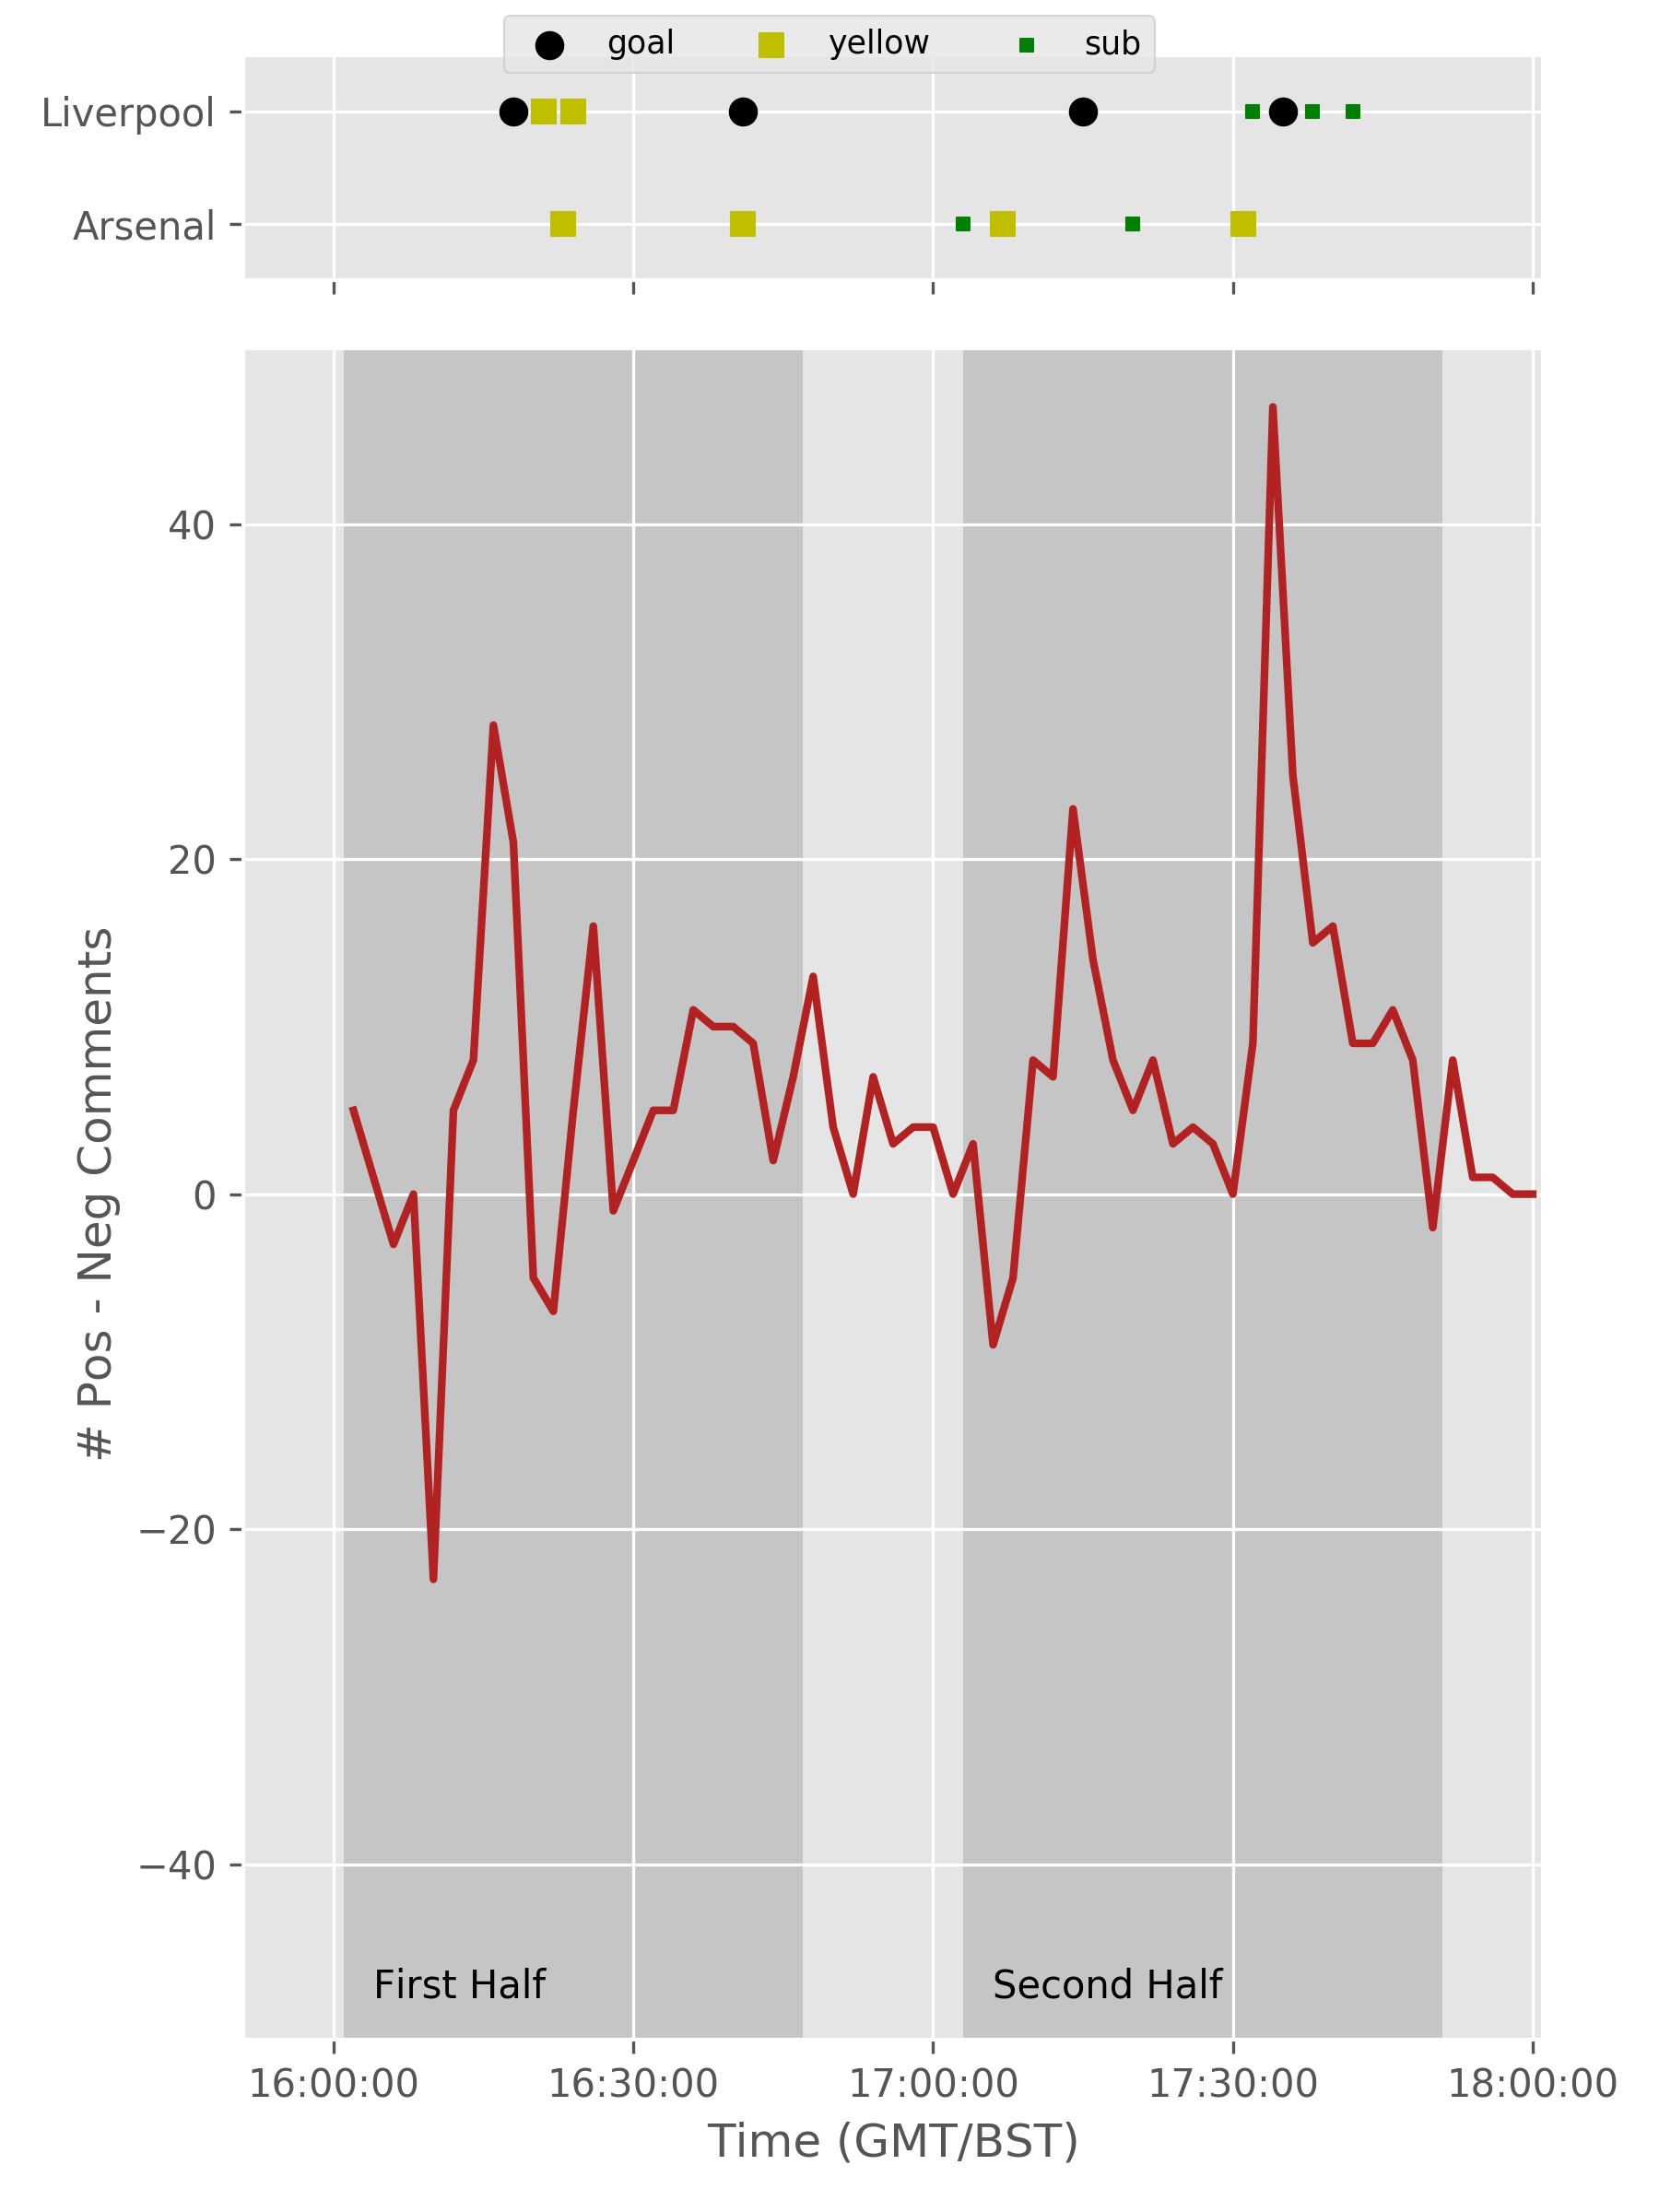 goal yellow sub
Liverpool
Arsenal
40
20
0
−20
−40
# Pos - Neg Comments
First Half Second Half
16:00:00 16:30:00 17:00:00 17:30:00 18:00:00
Time (GMT/BST)